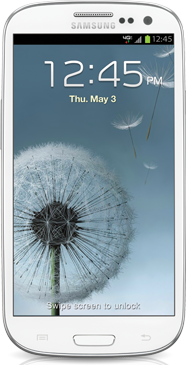 SAMSUNG
12:45
12:45 PM
Thu. May 3
Swipe screen to unlock